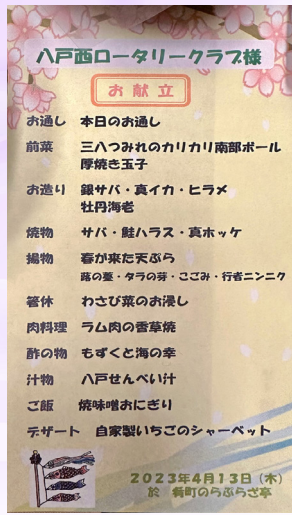 八戸西ロータリークラブ様
お献立
お通し　本日のお通し
前菜　三八つみれのカリカリ南部ボール
厚焼き玉子
お造り　銀サバ・真イカ・ヒラメ
牡丹海老
焼物　サバ・鮭ハラス・真ホッケ
揚物　春が来た天ぷら
蕗の薹・タラの芽・こごみ・行者ニンニク
箸休　わさび菜のお浸し
肉料理　ラム肉の香草焼
酢の物　もずくと海の幸
汁物　八戸せんべい汁
ご飯　焼味噌おにぎり
デザート　自家製いちごのシャーベット
2023年4月13日（木）
於　肴町のらぷらざ亭